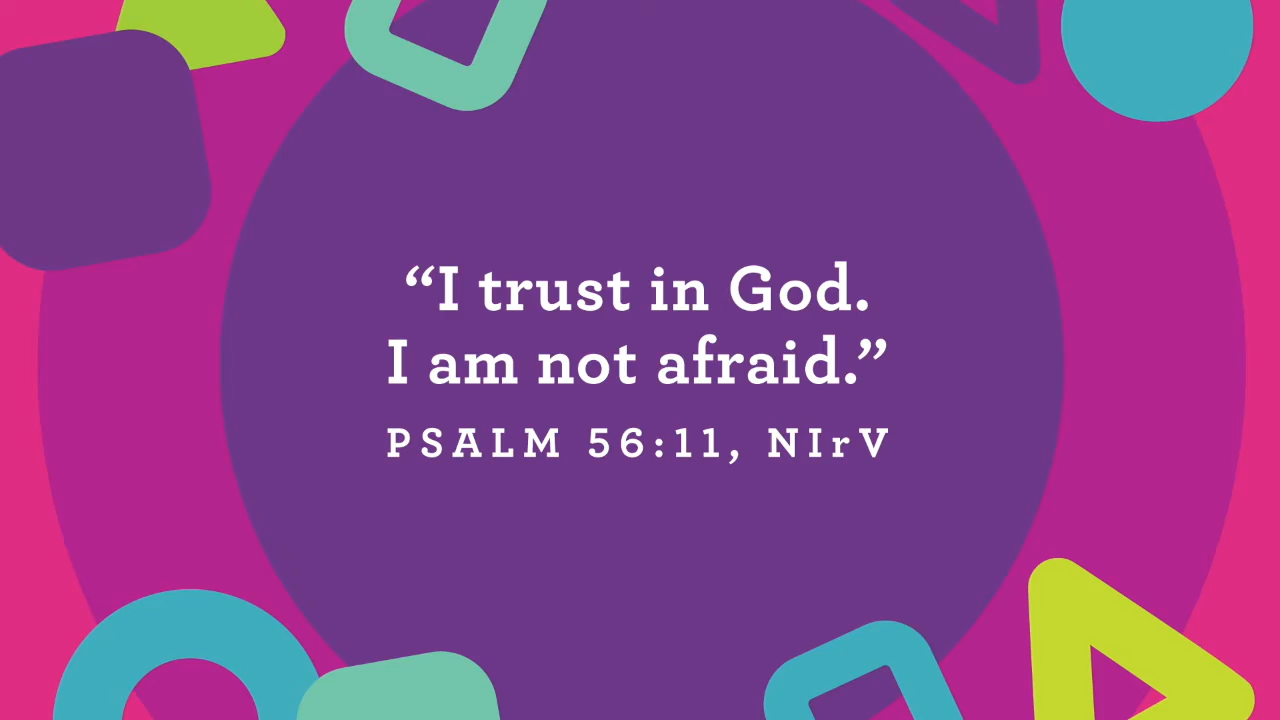 “I trust in God.
I am not afraid.”
PSALM 56:11, NIrV